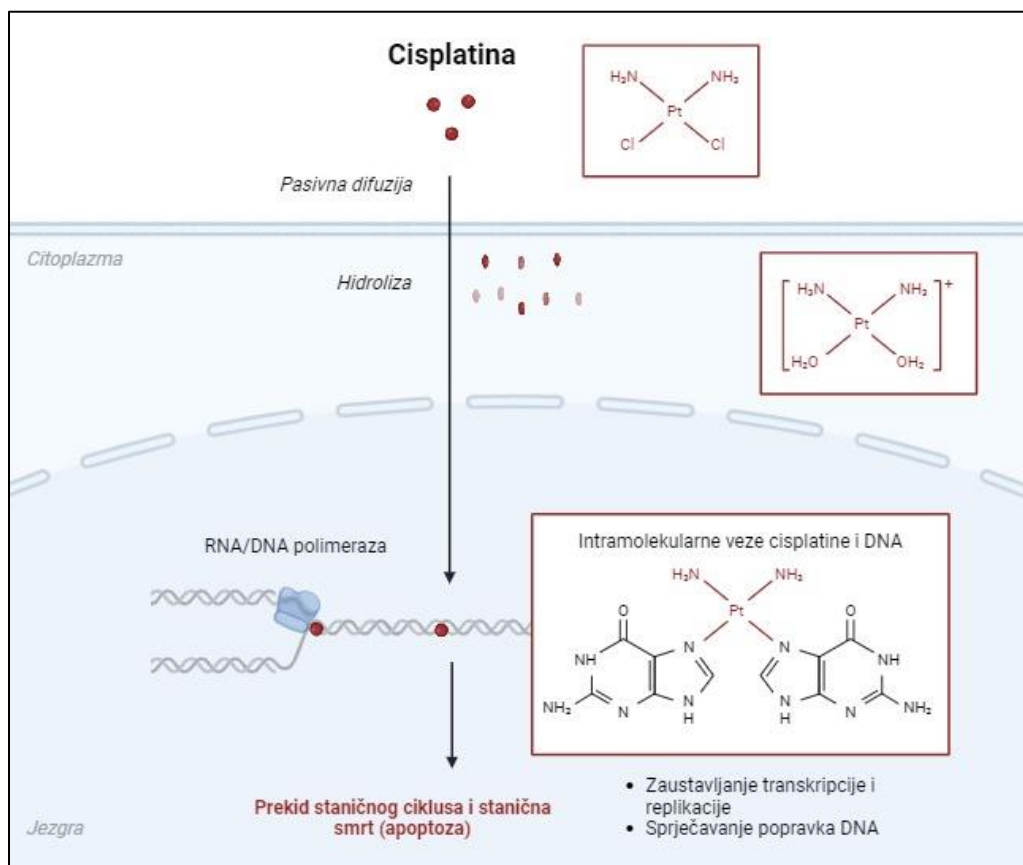 Cisplatina
H₃N NH₃
Pt
Cl Cl
Pasivna difuzija
Citoplazma
Hidroliza
H₃N NH₃ +
Pt
H₂O OH₂
RNA/DNA polimeraza
Intramolekularne veze cisplatine i DNA
H₃N NH₃
Pt
O O
N N
NH NH
NH₂ N N H N H N NH₂
Prekid staničnog ciklusa i stanična
smrt (apoptoza)
• Zaustavljanje transkripcije i
replikacije
• Sprječavanje popravka DNA
Jezgra